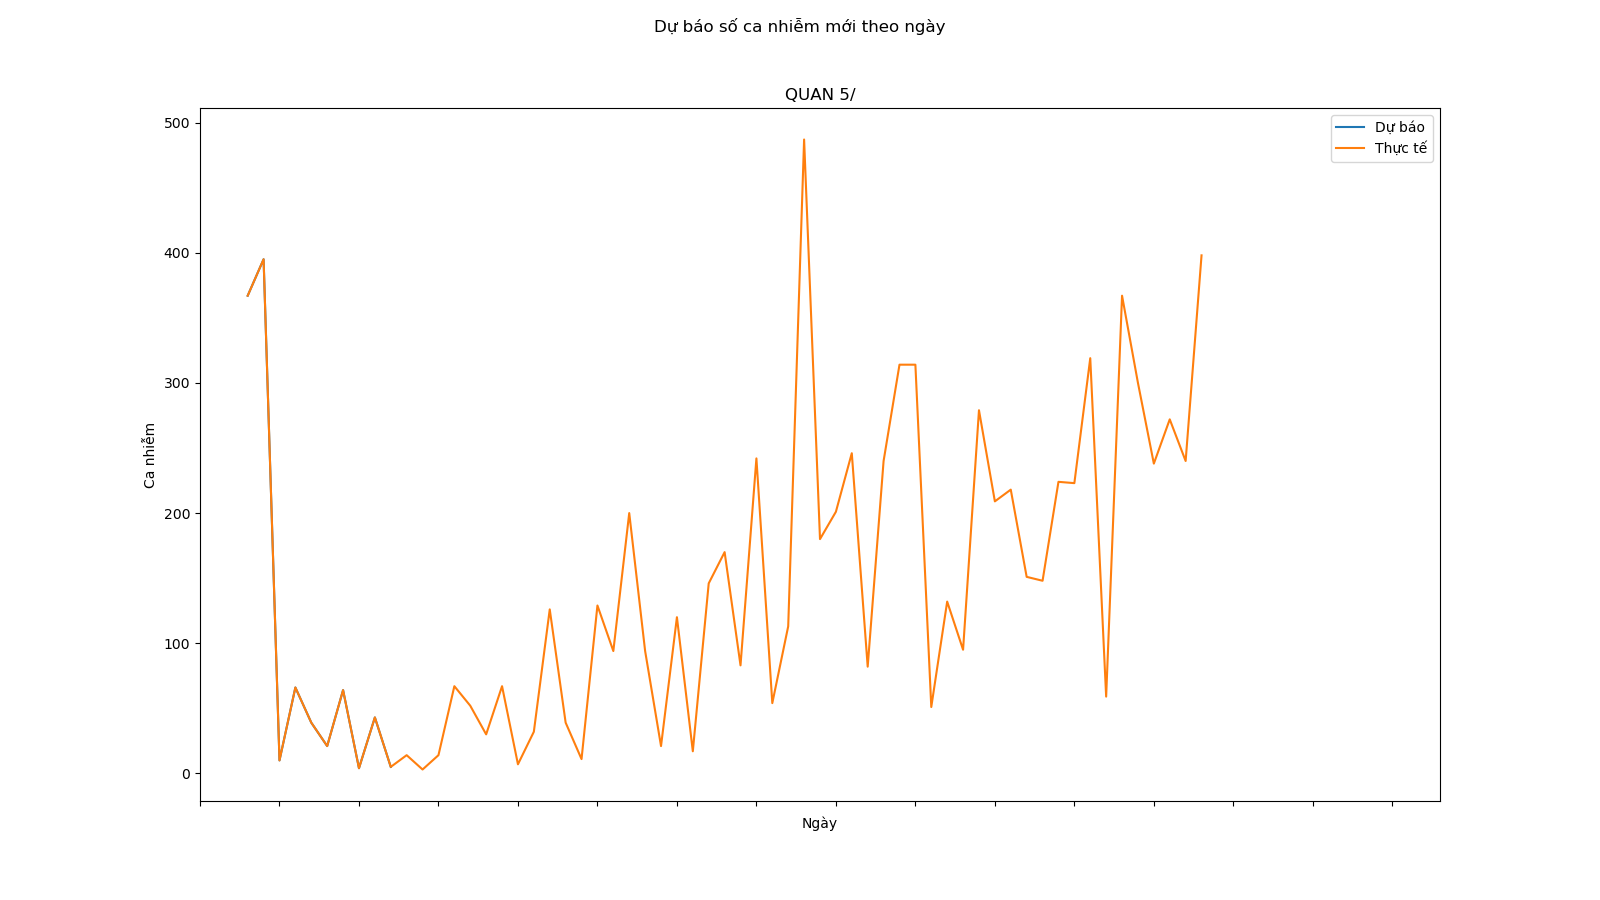 Dự báo số ca nhiễm mới theo ngày
QUAN 5/
Dự báo
Thực tế
500
400
300
200
100
0
Ca nhiễm
Ngày